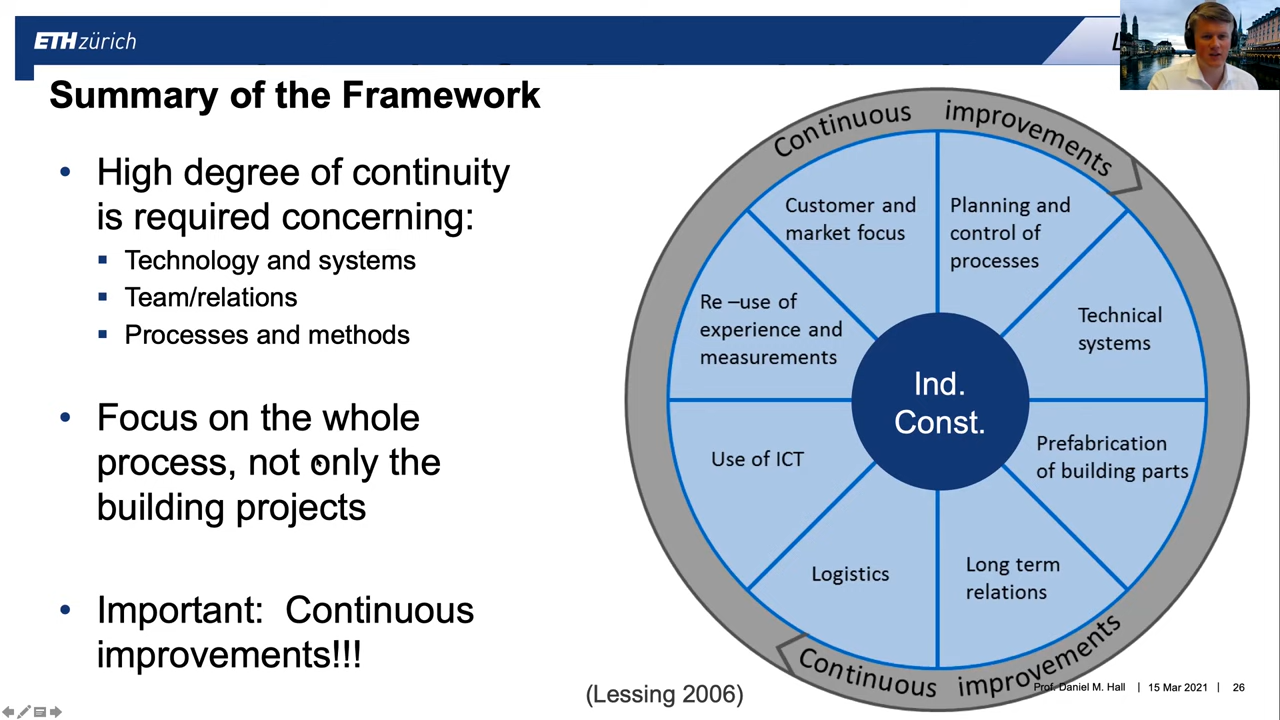 ETH zürich
Summary of the Framework
• High degree of continuity
is required concerning:
▪ Technology and systems
▪ Team/relations
▪ Processes and methods
• Focus on the whole
process, not only the
building projects
• Important: Continuous
improvements!!!
Continuous improvements
Customer and
market focus
Planning and
control of
processes
Technical
systems
Prefabrication
of building parts
Long term
relations
Logistics
Use of ICT
Re –use of
experience and
measurements
Ind.
Const.
Continuous improvements
(Lessing 2006)
Prof. Daniel M. Hall | 15 Mar 2021 | 26